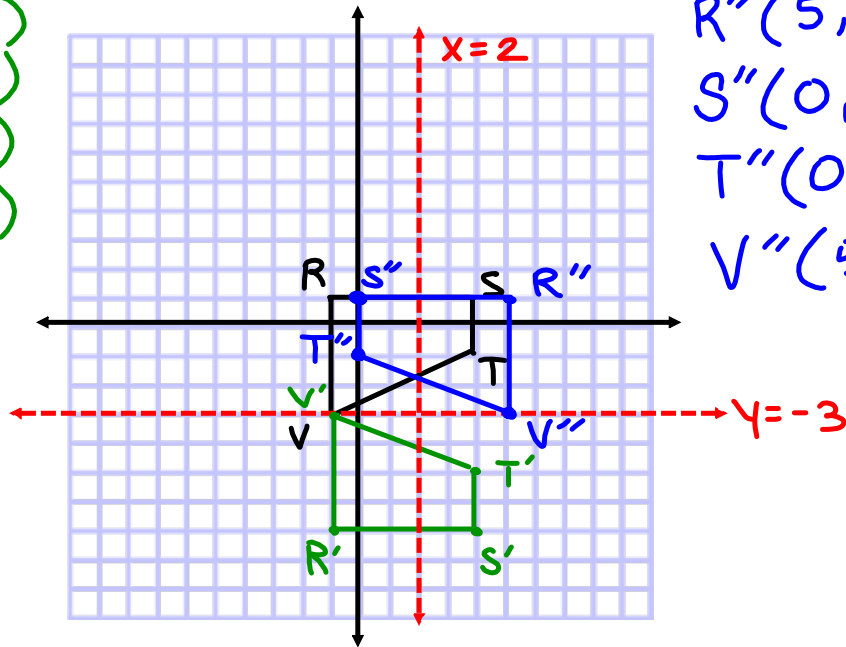 X = 2
R″(5,
S″(0
T″(0
V″(
R
S″
S
R″
T″
T
V′
V
V″
Y = -3
T′
R′
S′